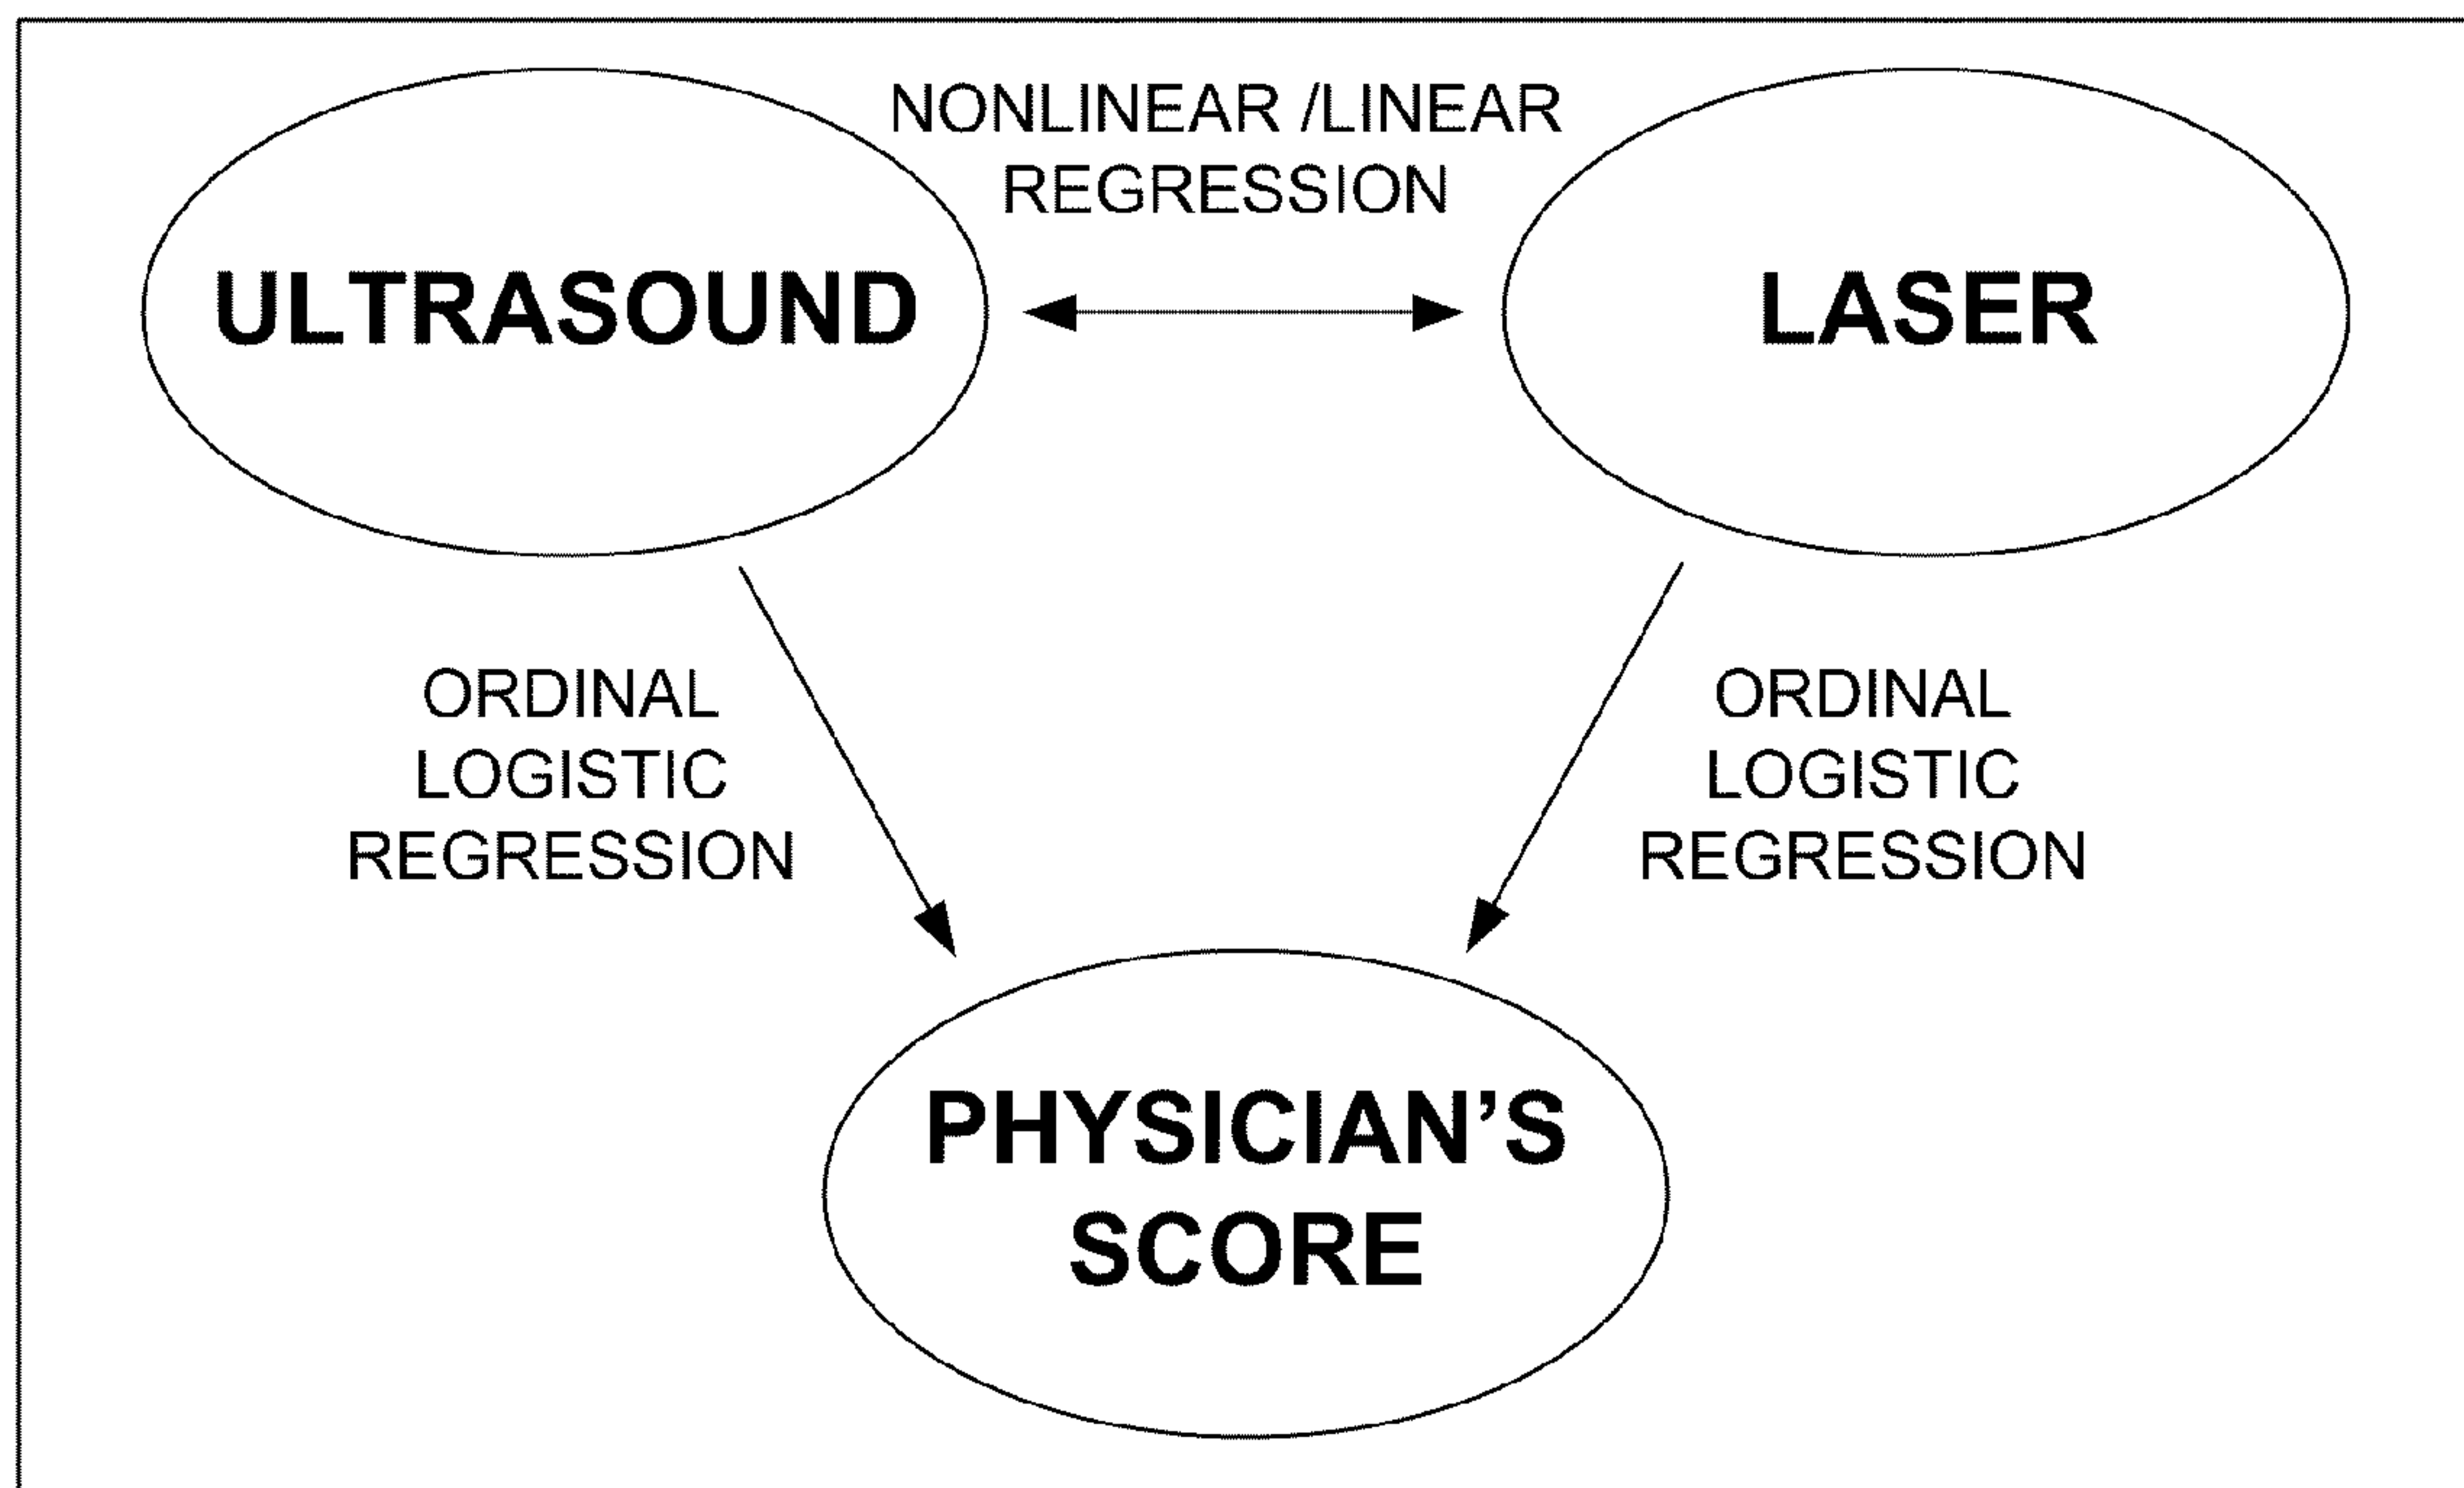 NONLINEAR /LINEAR
REGRESSION
ULTRASOUND
LASER
ORDINAL
LOGISTIC
REGRESSION
ORDINAL
LOGISTIC
REGRESSION
PHYSICIAN’S
SCORE